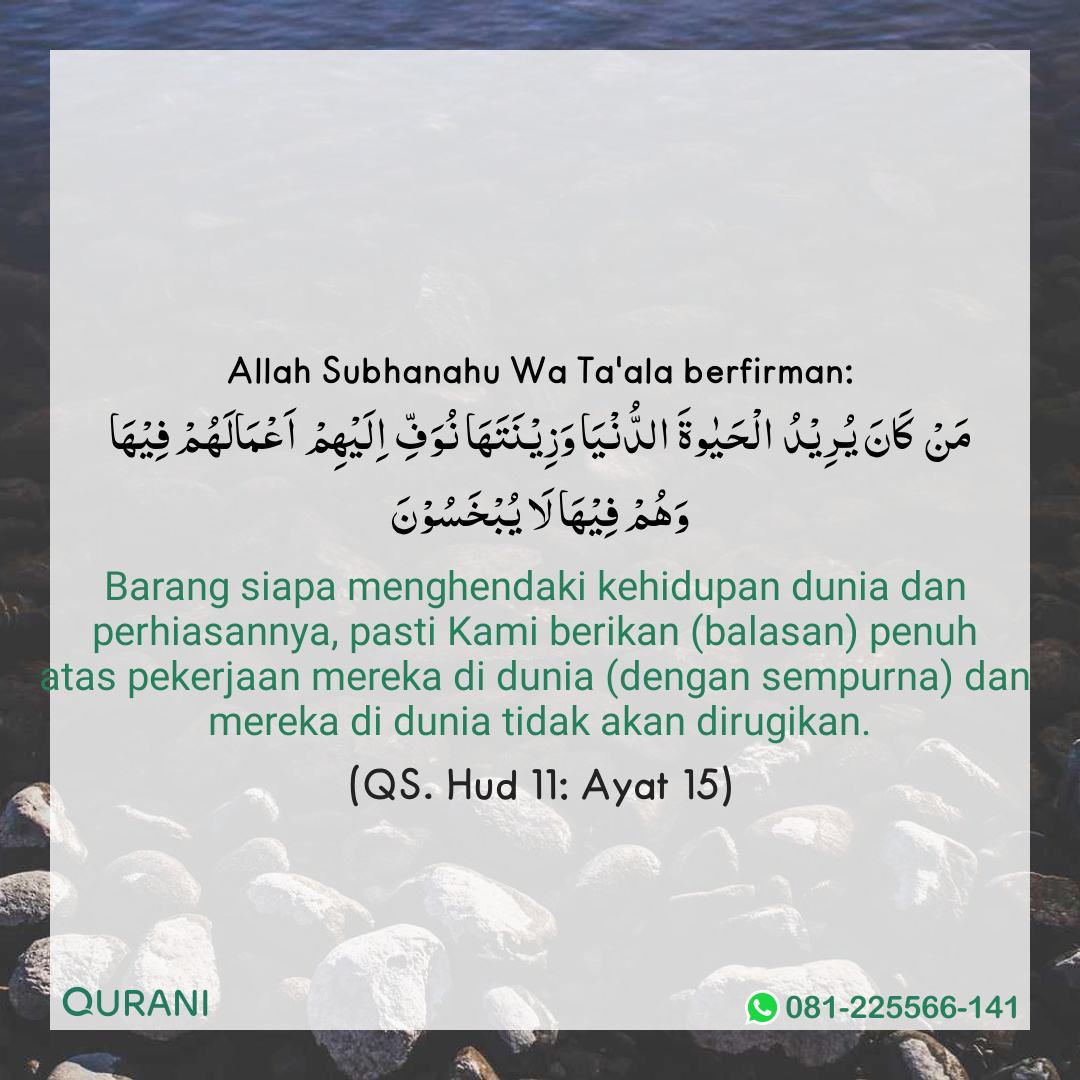 Allah Subhanahu Wa Ta'ala berfirman:
مَنْ كَانَ يُرِيْدُ الْحَيٰوةَ الدُّنْيَا وَزِيْنَتَهَا نُوَفِّ اِلَيْهِمْ اَعْمَالَهُمْ فِيْهَا
وَهُمْ فِيْهَا لَا يُبْخَسُوْنَ
Barang siapa menghendaki kehidupan dunia dan
perhiasannya, pasti Kami berikan (balasan) penuh
atas pekerjaan mereka di dunia (dengan sempurna) dan
mereka di dunia tidak akan dirugikan.
(QS. Hud 11: Ayat 15)
QURANI
081-225566-141